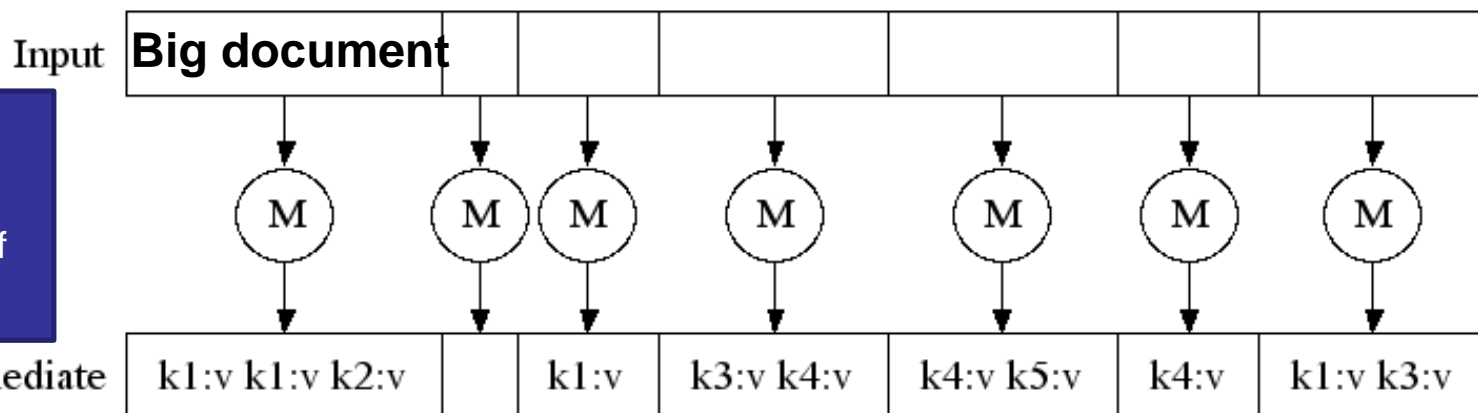 Input Big document
M M M M M M M
f
ediate k1:v k1:v k2:v k1:v k3:v k4:v k4:v k5:v k4:v k1:v k3:v